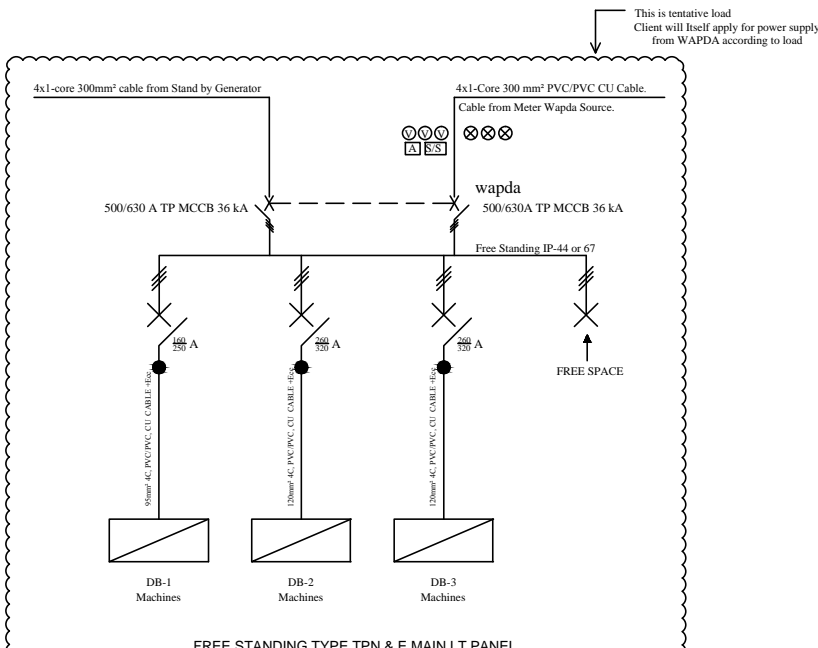 This is tentative load
Client will Itself apply for power supply
from WAPDA according to load
4x1-core 300mm² cable from Stand by Generator
4x1-Core 300 mm² PVC/PVC CU Cable.
Cable from Meter Wapda Source.
V V V
A S/S
wapda
500/630 A TP MCCB 36 kA
500/630A TP MCCB 36 kA
Free Standing IP-44 or 67
160/250 A
260/320 A
260/320 A
FREE SPACE
95mm² 4C, PVC/PVC, CU CABLE +Ecc
120mm² 4C, PVC/PVC, CU CABLE +Ecc
120mm² 4C, PVC/PVC, CU CABLE +Ecc
DB-1
Machines
DB-2
Machines
DB-3
Machines
FREE STANDING TYPE TPN & E MAIN LT PANEL